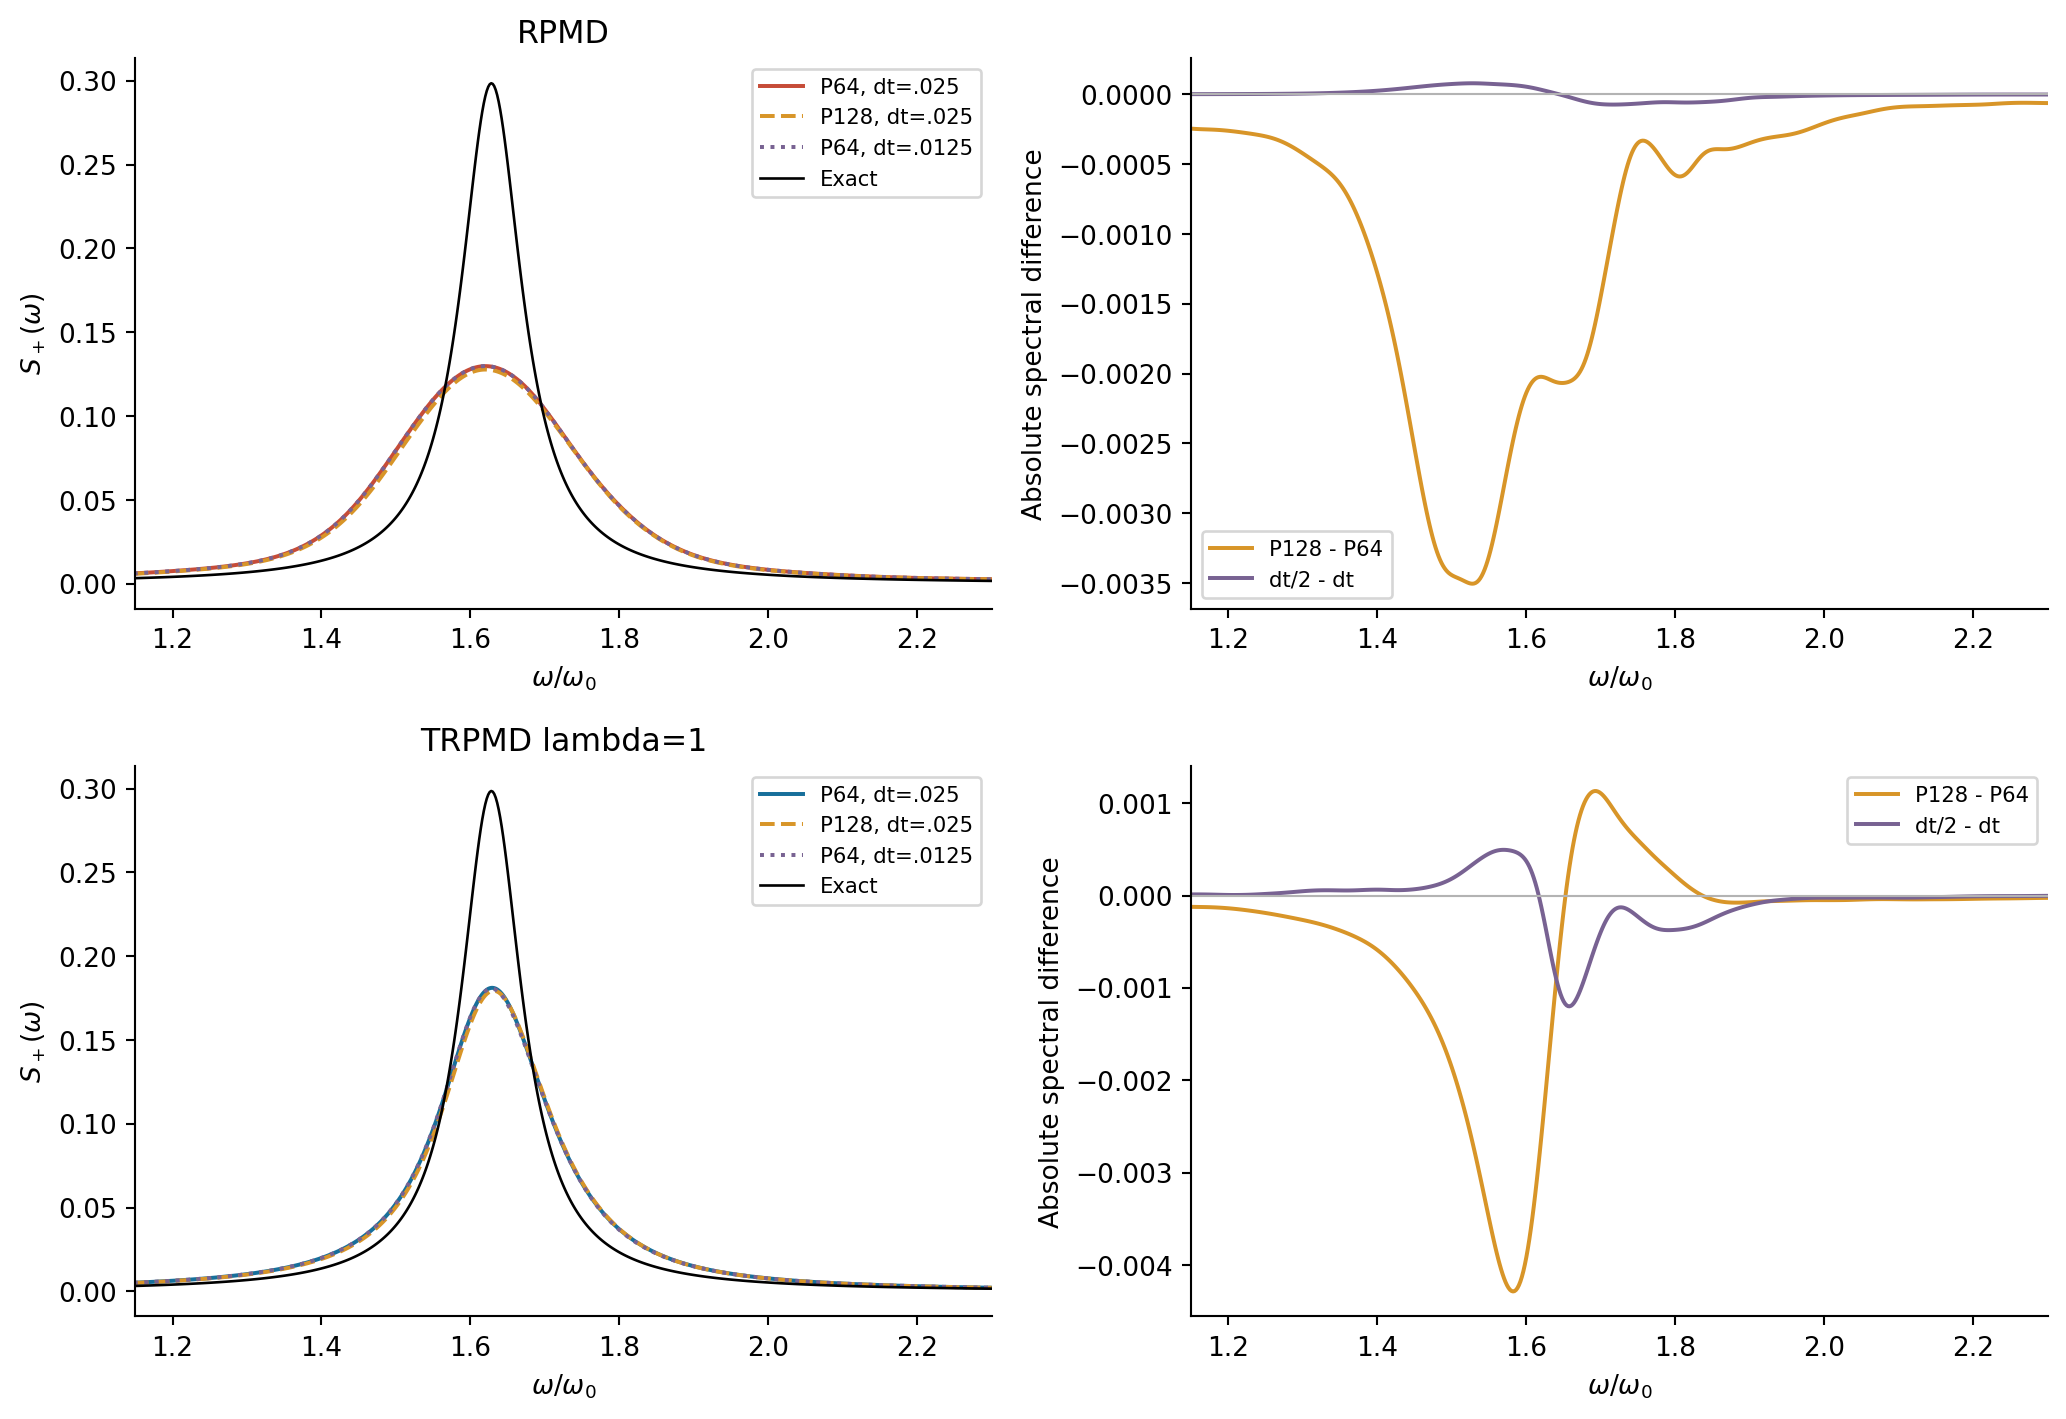 RPMD
0.30
0.25
0.20
0.15
0.10
0.05
0.00
S₊(ω)
1.2 1.4 1.6 1.8 2.0 2.2
ω/ω₀
P64, dt=.025
P128, dt=.025
P64, dt=.0125
Exact
0.0000
−0.0005
−0.0010
−0.0015
−0.0020
−0.0025
−0.0030
−0.0035
Absolute spectral difference
P128 - P64
dt/2 - dt
1.2 1.4 1.6 1.8 2.0 2.2
ω/ω₀
TRPMD lambda=1
0.30
0.25
0.20
0.15
0.10
0.05
0.00
S₊(ω)
P64, dt=.025
P128, dt=.025
P64, dt=.0125
Exact
1.2 1.4 1.6 1.8 2.0 2.2
ω/ω₀
0.001
0.000
−0.001
−0.002
−0.003
−0.004
Absolute spectral difference
P128 - P64
dt/2 - dt
1.2 1.4 1.6 1.8 2.0 2.2
ω/ω₀